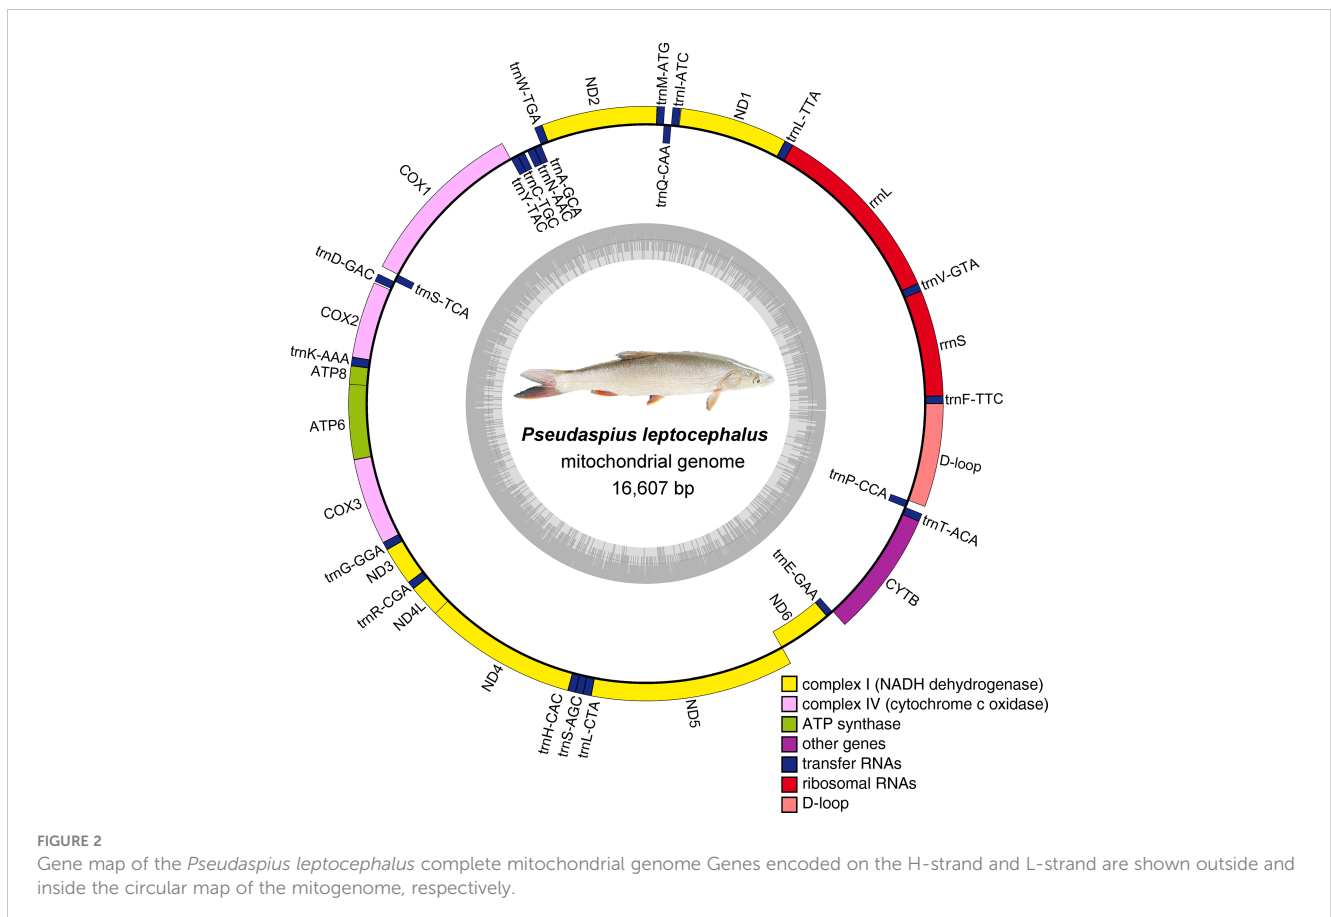 trnM-ATG
trnI-ATC
trnW-TGA
ND2
ND1
trnL-TTA
trnQ-CAA
trnA-GCA
trnN-AAC
trnC-TGC
trnY-TAC
COX1
rrnL
trnD-GAC
trnS-TCA
trnV-GTA
COX2
rrnS
trnK-AAA
ATP8
trnF-TTC
ATP6
Pseudaspius leptocephalus
mitochondrial genome
16,607 bp
D-loop
trnP-CCA
COX3
trnT-ACA
trnG-GGA
ND3
trnE-GAA
CYTB
trnR-CGA
ND4L
ND6
ND4
trnH-CAC
trnS-AGC
trnL-CTA
ND5
complex I (NADH dehydrogenase)
complex IV (cytochrome c oxidase)
ATP synthase
other genes
transfer RNAs
ribosomal RNAs
D-loop
FIGURE 2
Gene map of the Pseudaspius leptocephalus complete mitochondrial genome Genes encoded on the H-strand and L-strand are shown outside and
inside the circular map of the mitogenome, respectively.